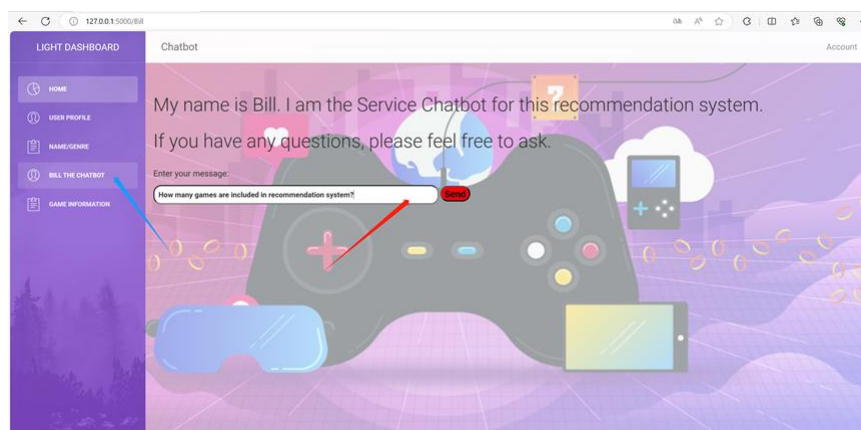 127.0.0.1:5000/Bill
LIGHT DASHBOARD
Chatbot
Account
HOME
USER PROFILE
NAME/GENRE
BILL THE CHATBOT
GAME INFORMATION
My name is Bill. I am the Service Chatbot for this recommendation system.
If you have any questions, please feel free to ask.
Enter your message:
How many games are included in recommendation system?
Send
?